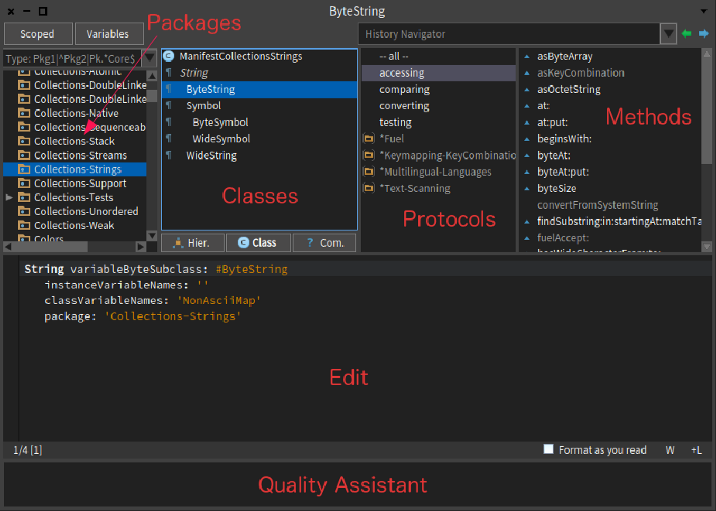 ByteString
Scoped
Variables
Packages
History Navigator
Type: Pkg1|^Pkg2|Pk.*Core$
Collections-Atomic
Collections-DoubleLinke
Collections-DoubleLinke
Collections-Native
Collections-Sequenceab
Collections-Stack
Collections-Streams
Collections-Strings
Collections-Support
Collections-Tests
Collections-Unordered
Collections-Weak
Colors
ManifestCollectionsStrings
String
ByteString
Symbol
ByteSymbol
WideSymbol
WideString
Classes
Hier.
Class
? Com.
-- all --
accessing
comparing
converting
testing
*Fuel
*Keymapping-KeyCombinatio
*Multilingual-Languages
*Text-Scanning
Protocols
asByteArray
asKeyCombination
asOctetString
at:
at:put:
beginsWith:
byteAt:
byteAt:put:
byteSize
convertFromSystemString
findSubstring:in:startingAt:matchTa
fuelAccept:
Methods
String variableByteSubclass: #ByteString
instanceVariableNames: ''
classVariableNames: 'NonAsciiMap'
package: 'Collections-Strings'
Edit
1/4 [1]
Format as you read
W
+L
Quality Assistant